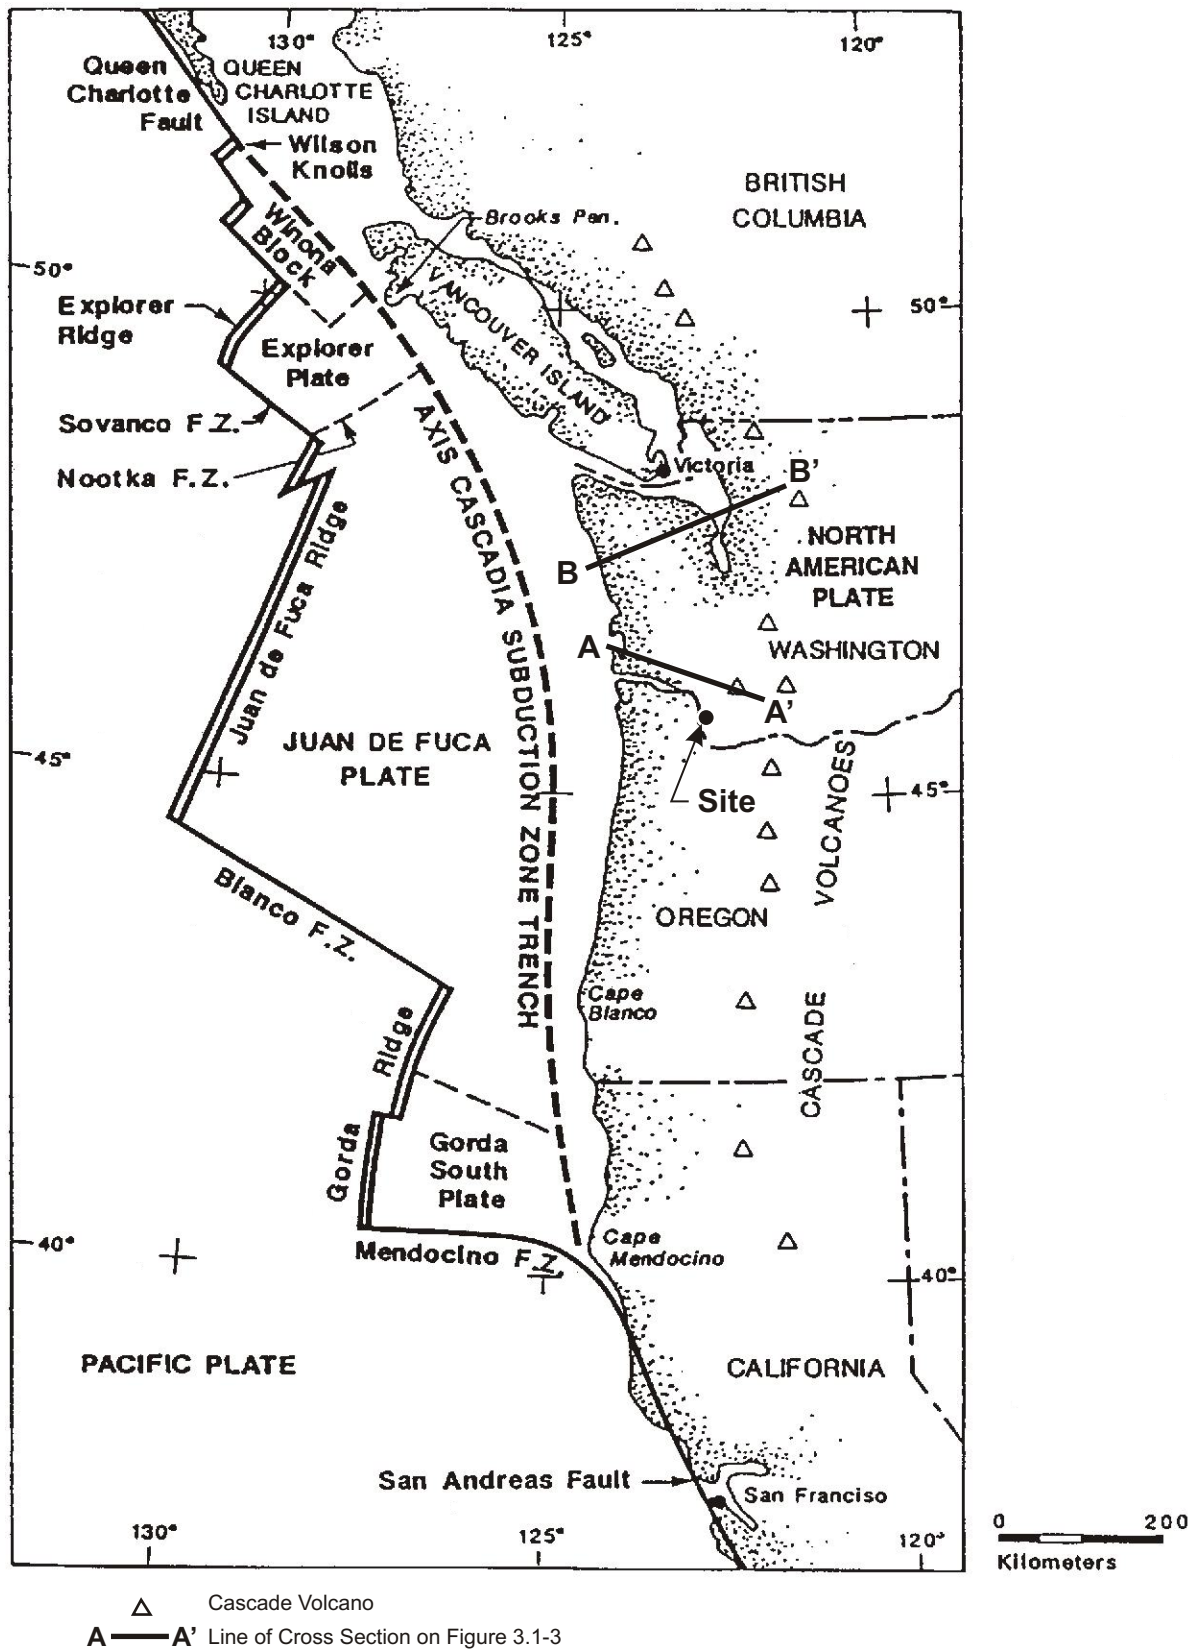 130°
125°
120°
Queen
Charlotte
Fault
QUEEN
CHARLOTTE
ISLAND
Wilson
Knolls
BRITISH
COLUMBIA
Brooks Pen.
Winona
Block
50°
50°
Explorer
Ridge
Explorer
Plate
VANCOUVER ISLAND
Sovanco F.Z.
Nootka F.Z.
Victoria
B'
B
NORTH
AMERICAN
PLATE
AXIS CASCADIA SUBDUCTION ZONE TRENCH
Juan de Fuca Ridge
A
WASHINGTON
A'
JUAN DE FUCA
PLATE
45°
45°
Site
CASCADE VOLCANOES
Blanco F.Z.
OREGON
Cape
Blanco
Gorda Ridge
Gorda
South
Plate
40°
Mendocino F.Z.
Cape
Mendocino
40°
PACIFIC PLATE
CALIFORNIA
San Andreas Fault
San Franciso
130°
125°
120°
0 200
Kilometers
Cascade Volcano
A A' Line of Cross Section on Figure 3.1-3